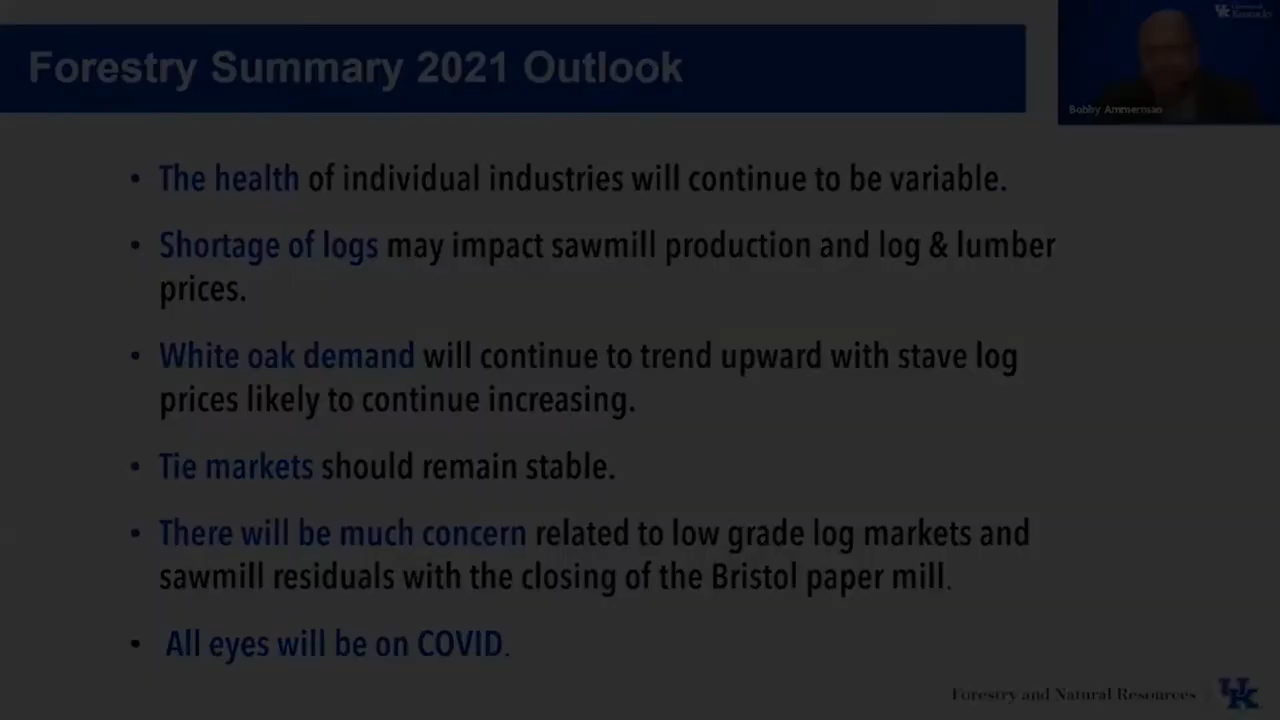 Forestry Summary 2021 Outlook
Kentucky
Bobby Ammerman
• The health of individual industries will continue to be variable.
• Shortage of logs may impact sawmill production and log & lumber
prices.
• White oak demand will continue to trend upward with stave log
prices likely to continue increasing.
• Tie markets should remain stable.
• There will be much concern related to low grade log markets and
sawmill residuals with the closing of the Bristol paper mill.
• All eyes will be on COVID.
Forestry and Natural Resources
UK